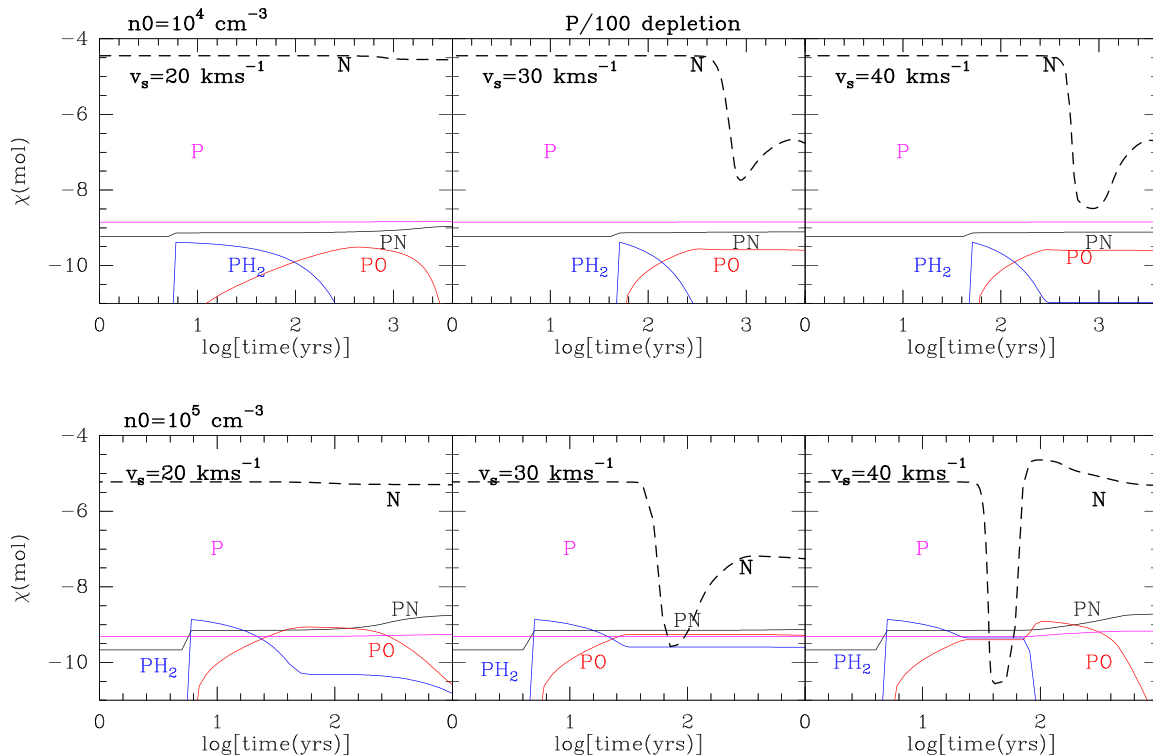 n0=10⁴ cm⁻³ P/100 depletion
−4 −6 −8 −10
χ(mol)
vₛ=20 kms⁻¹ N P PN PH₂ PO
vₛ=30 kms⁻¹ N P PN PH₂ PO
vₛ=40 kms⁻¹ N P PN PH₂ PO
0 1 2 3 0 1 2 3 0 1 2 3
log[time(yrs)] log[time(yrs)] log[time(yrs)]
n0=10⁵ cm⁻³
−4 −6 −8 −10
χ(mol)
vₛ=20 kms⁻¹ N P PN PH₂ PO
vₛ=30 kms⁻¹ N P PN PH₂ PO
vₛ=40 kms⁻¹ N P PN PH₂ PO
0 1 2 0 1 2 0 1 2
log[time(yrs)] log[time(yrs)] log[time(yrs)]